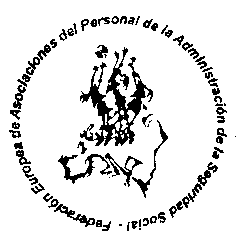 Federación Europea de Asociaciones del Personal de la Administración de la Seguridad Social -